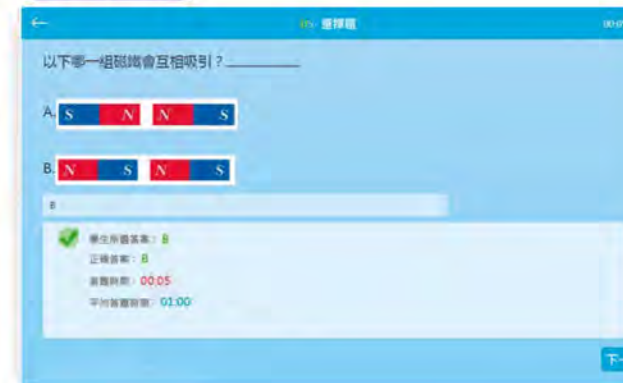 05. 選擇題
以下哪一組磁鐵會互相吸引？
A. S N N S
B. N S N S
B
學生所選答案： B
正確答案： B
答題時間： 00:05
平均答題時間： 01:00